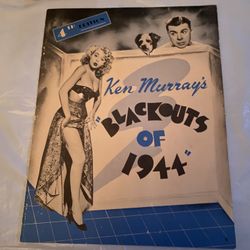 4TH EDITION
Ken Murray's
"BLACKOUTS
OF
1944"